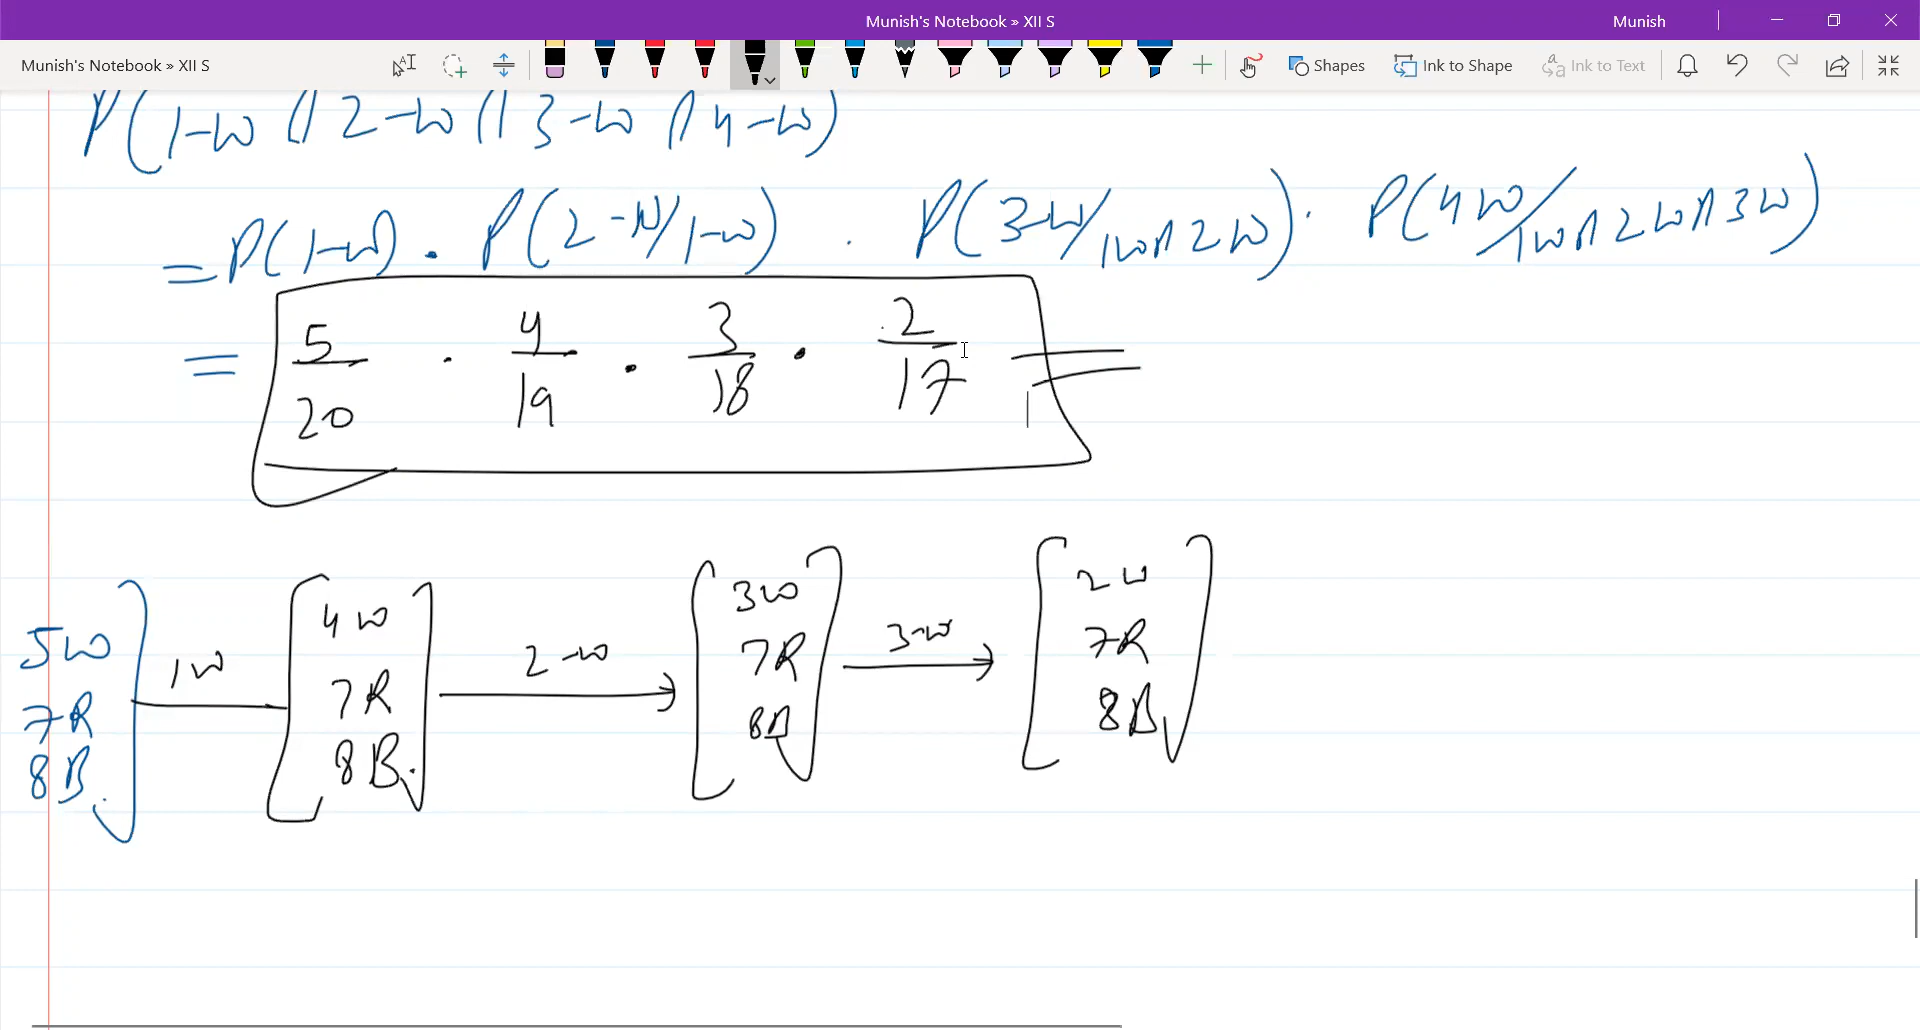 Munish's Notebook » XII S
Munish
Munish's Notebook » XII S
Shapes
Ink to Shape
Ink to Text
P(1-W ∩ 2-W ∩ 3-W ∩ 4-W)
= P(1-W) . P(2-W/1-W) . P(3-W/1W∩2W) . P(4W/1W∩2W∩3W)
= 5/20 . 4/19 . 3/18 . 2/17 =
5W 7R 8B
1W
4W 7R 8B
2-W
3W 7R 8B
3-W
2W 7R 8B